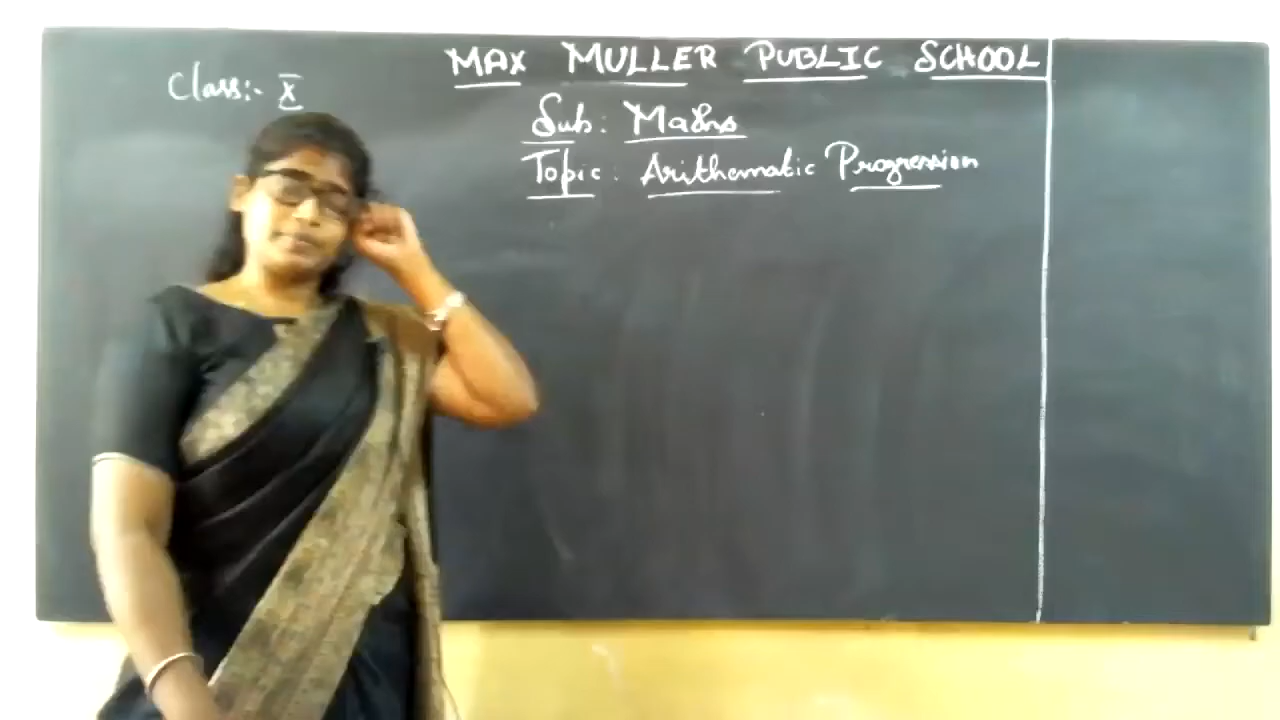 MAX MULLER PUBLIC SCHOOL
Class:- X
Sub: Maths
Topic: Arithematic Progression